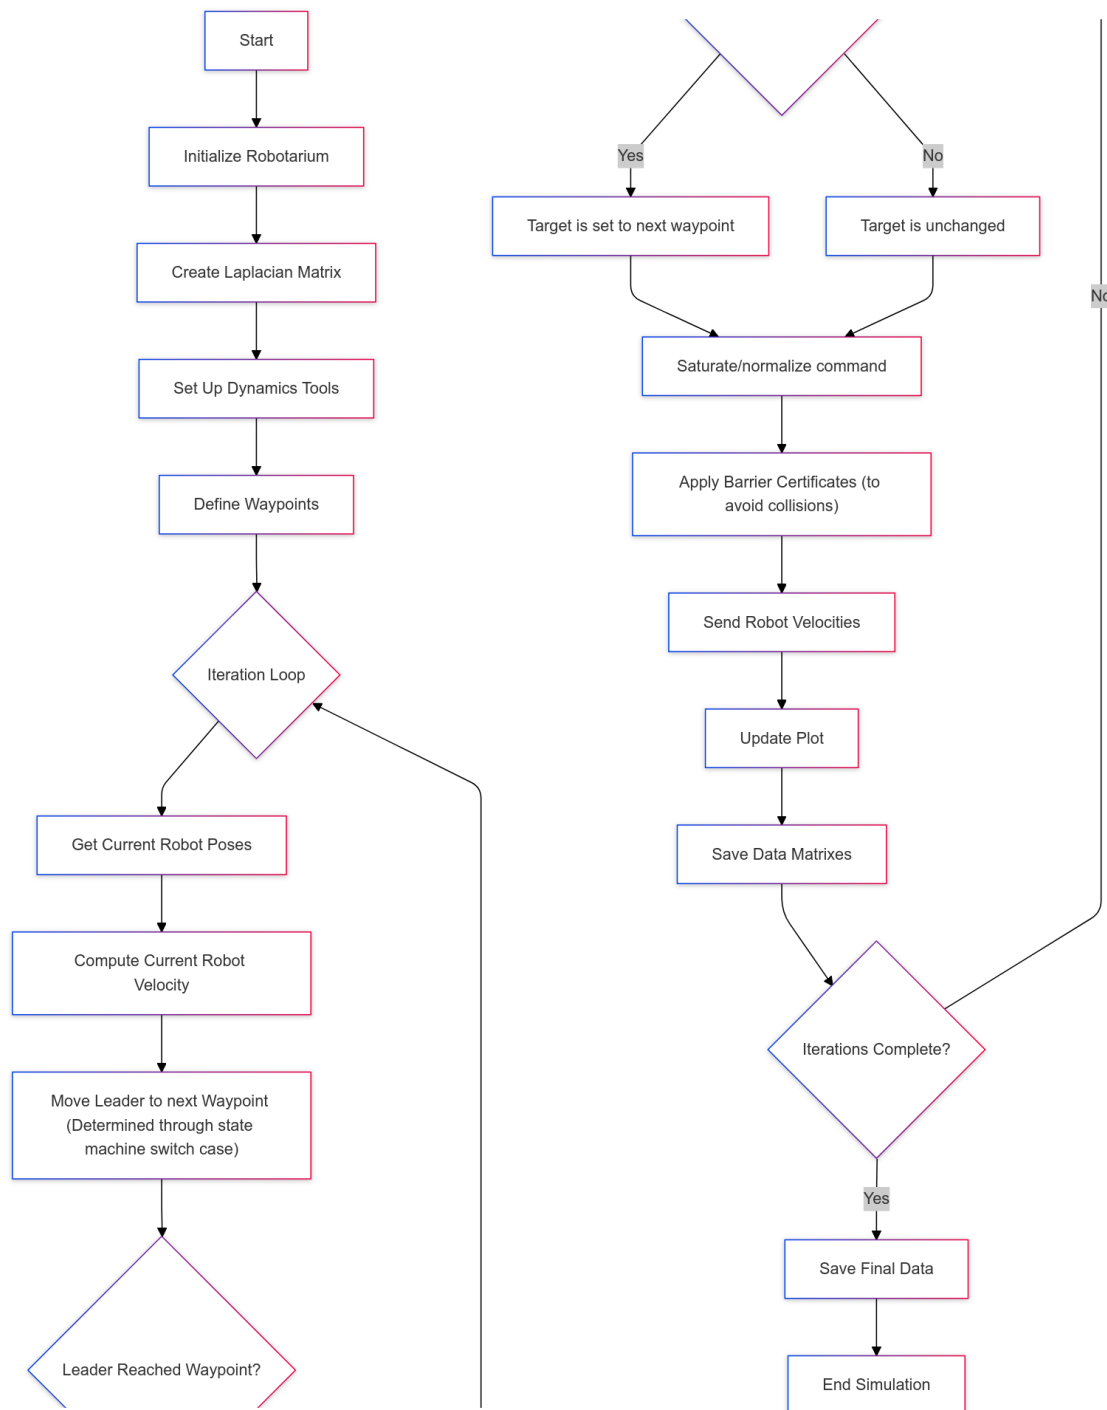 Start
Initialize Robotarium
Create Laplacian Matrix
Set Up Dynamics Tools
Define Waypoints
Iteration Loop
Get Current Robot Poses
Compute Current Robot
Velocity
Move Leader to next Waypoint
(Determined through state
machine switch case)
Leader Reached Waypoint?
Yes
No
Target is set to next waypoint
Target is unchanged
Saturate/normalize command
Apply Barrier Certificates (to
avoid collisions)
Send Robot Velocities
Update Plot
Save Data Matrixes
Iterations Complete?
No
Yes
Save Final Data
End Simulation